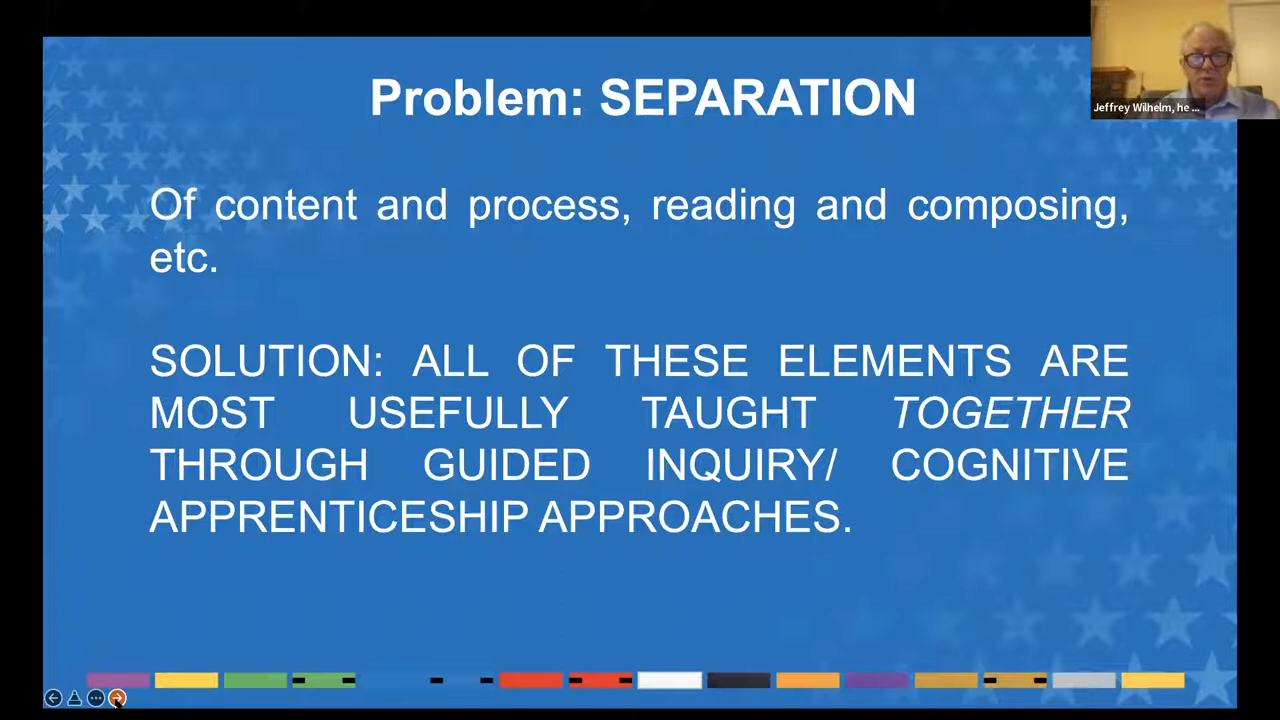 Problem: SEPARATION
Jeffrey Wilhelm, he ...
Of content and process, reading and composing,
etc.
SOLUTION: ALL OF THESE ELEMENTS ARE
MOST USEFULLY TAUGHT TOGETHER
THROUGH GUIDED INQUIRY/ COGNITIVE
APPRENTICESHIP APPROACHES.